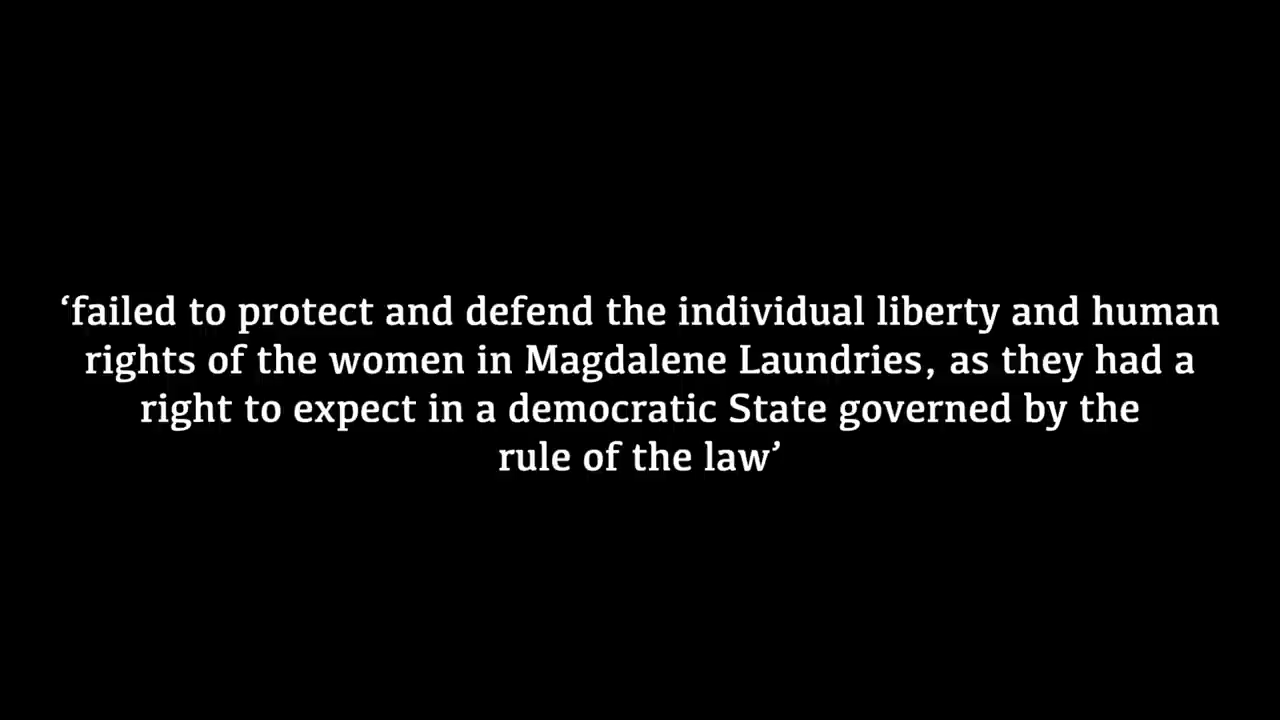 ‘failed to protect and defend the individual liberty and human
rights of the women in Magdalene Laundries, as they had a
right to expect in a democratic State governed by the
rule of the law’